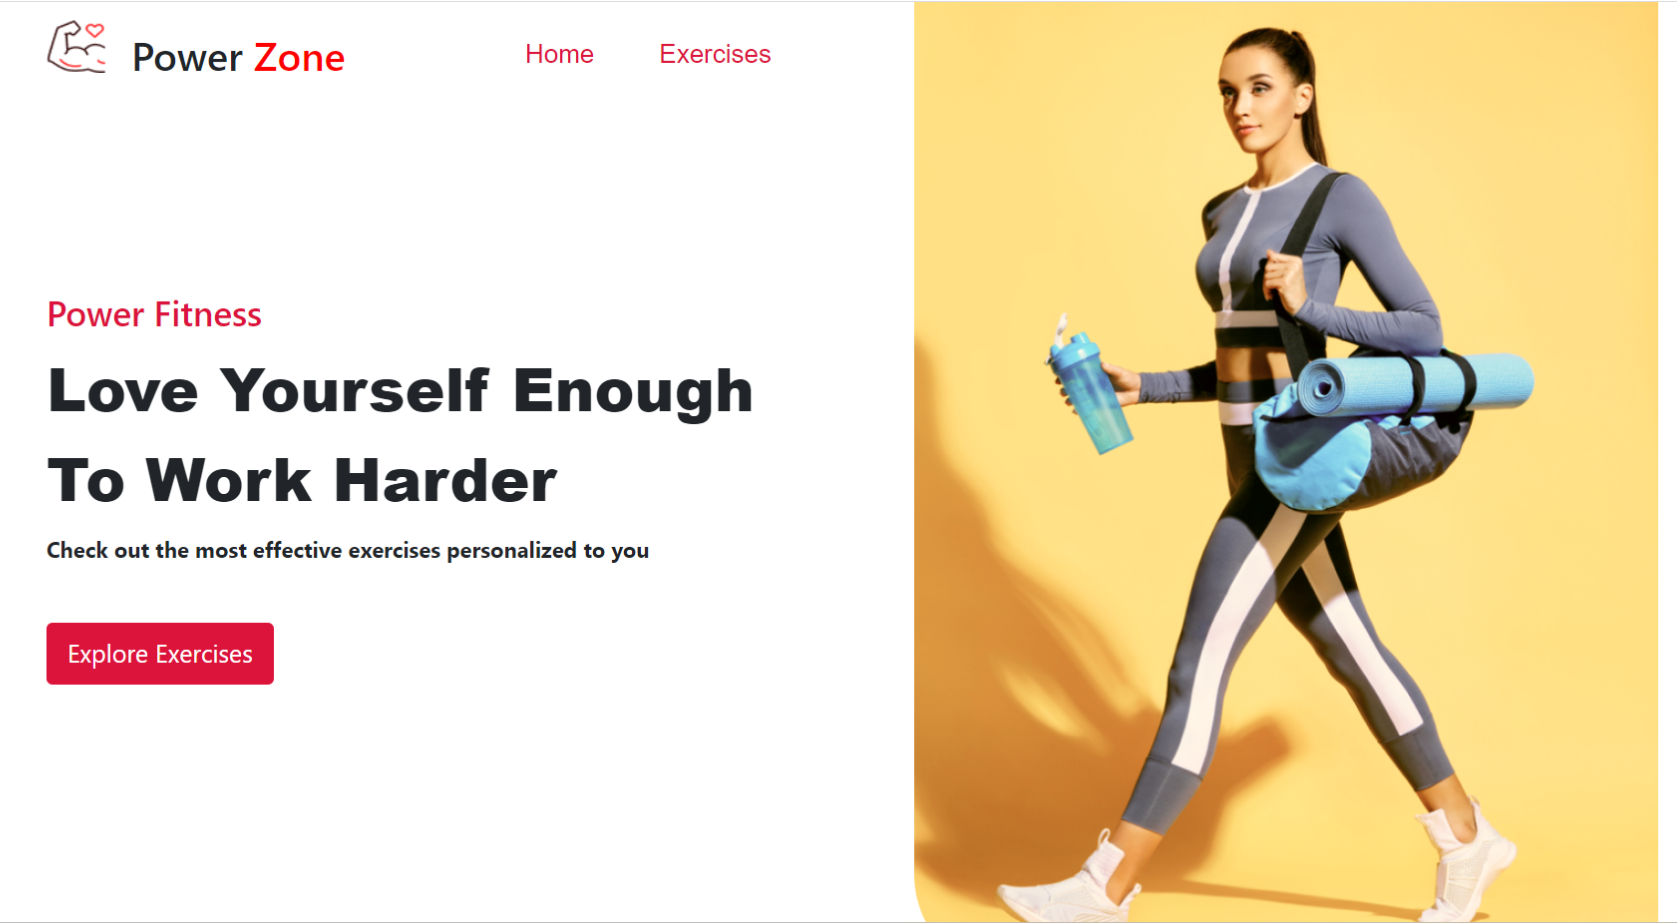 Power Zone
Home
Exercises
Power Fitness
Love Yourself Enough
To Work Harder
Check out the most effective exercises personalized to you
Explore Exercises